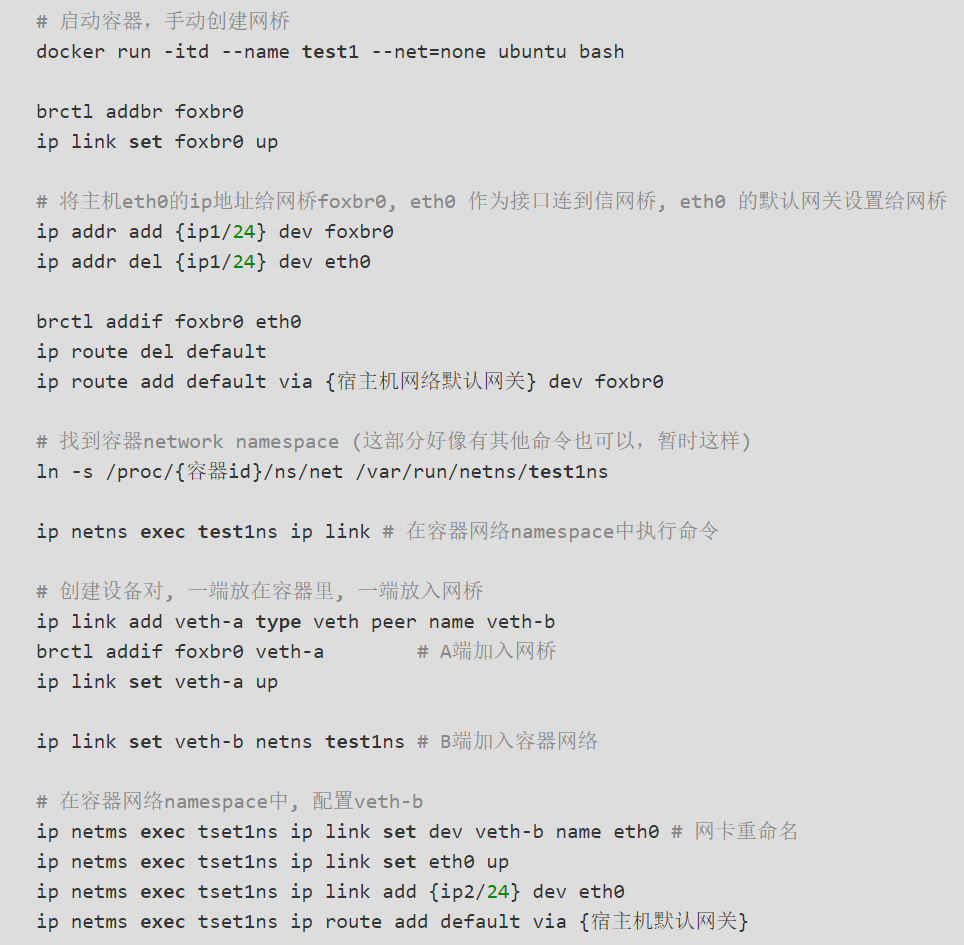 # 启动容器，手动创建网桥
docker run -itd --name test1 --net=none ubuntu bash
brctl addbr foxbr0
ip link set foxbr0 up
# 将主机eth0的ip地址给网桥foxbr0, eth0 作为接口连到信网桥, eth0 的默认网关设置给网桥
ip addr add {ip1/24} dev foxbr0
ip addr del {ip1/24} dev eth0
brctl addif foxbr0 eth0
ip route del default
ip route add default via {宿主机网络默认网关} dev foxbr0
# 找到容器network namespace (这部分好像有其他命令也可以，暂时这样)
ln -s /proc/{容器id}/ns/net /var/run/netns/test1ns
ip netns exec test1ns ip link # 在容器网络namespace中执行命令
# 创建设备对, 一端放在容器里, 一端放入网桥
ip link add veth-a type veth peer name veth-b
brctl addif foxbr0 veth-a        # A端加入网桥
ip link set veth-a up
ip link set veth-b netns test1ns # B端加入容器网络
# 在容器网络namespace中, 配置veth-b
ip netms exec tset1ns ip link set dev veth-b name eth0 # 网卡重命名
ip netms exec tset1ns ip link set eth0 up
ip netms exec tset1ns ip link add {ip2/24} dev eth0
ip netms exec tset1ns ip route add default via {宿主机默认网关}